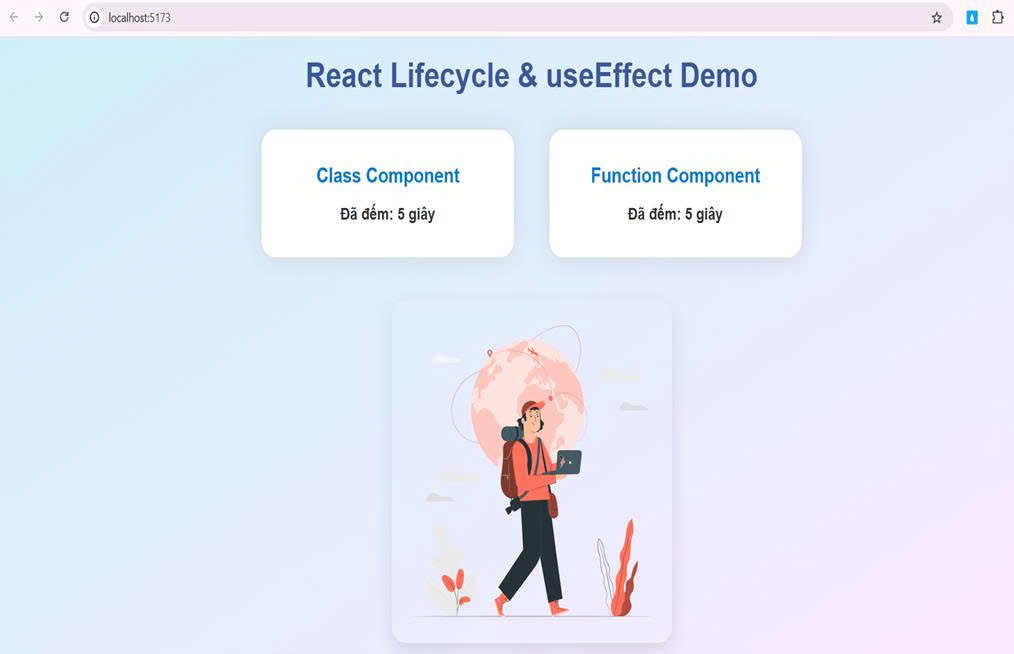 localhost:5173
React Lifecycle & useEffect Demo
Class Component
Đã đếm: 5 giây
Function Component
Đã đếm: 5 giây